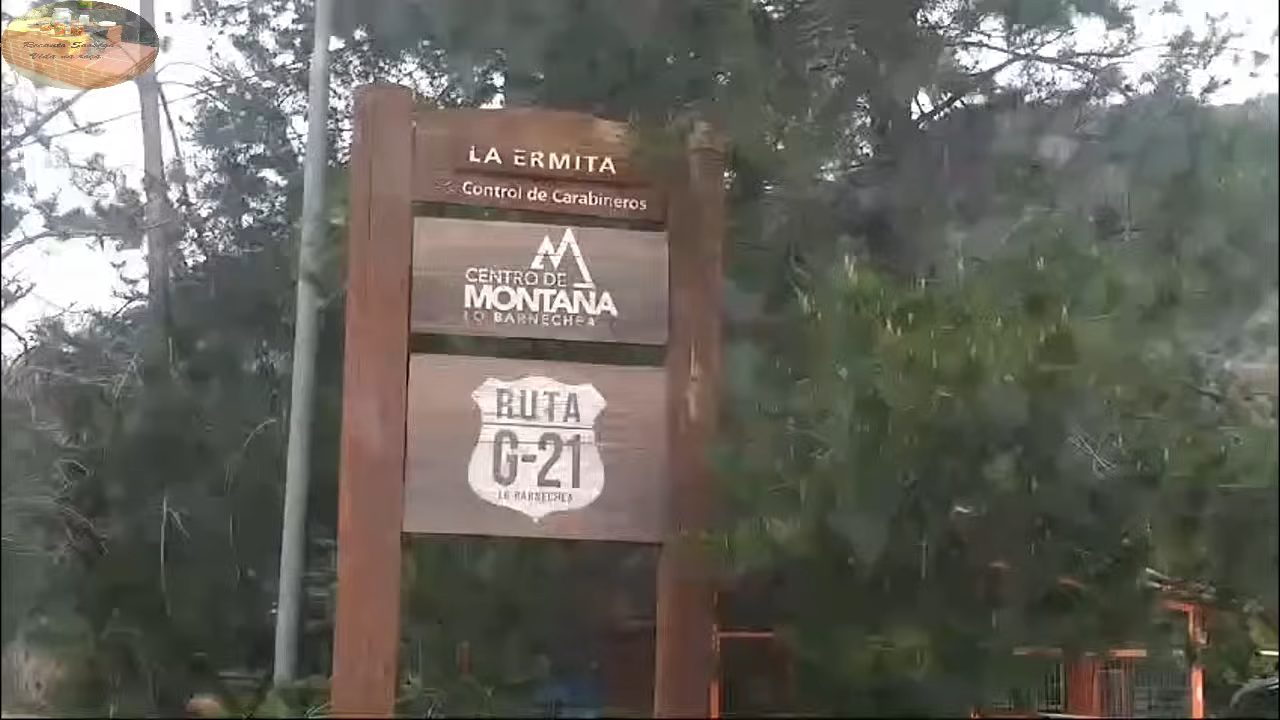 LA ERMITA
Control de Carabineros
CENTRO DE
MONTAÑA
LO BARNECHEA
RUTA
G-21
LO BARNECHEA